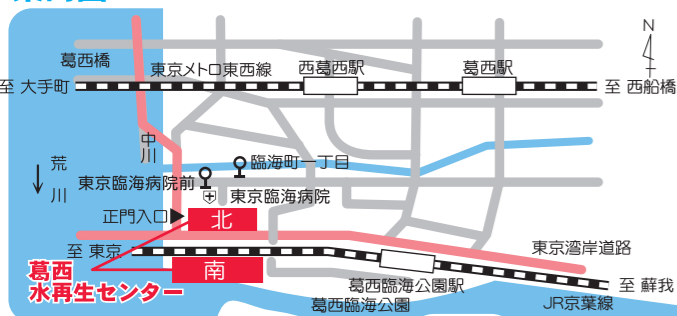 N
葛西橋
東京メトロ東西線
西葛西駅
葛西駅
至 大手町
至 西船橋
中川
荒川
臨海町一丁目
東京臨海病院前
東京臨海病院
正門入口
北
至 東京
東京湾岸道路
南
葛西
水再生センター
葛西臨海公園駅
至 蘇我
葛西臨海公園
JR京葉線